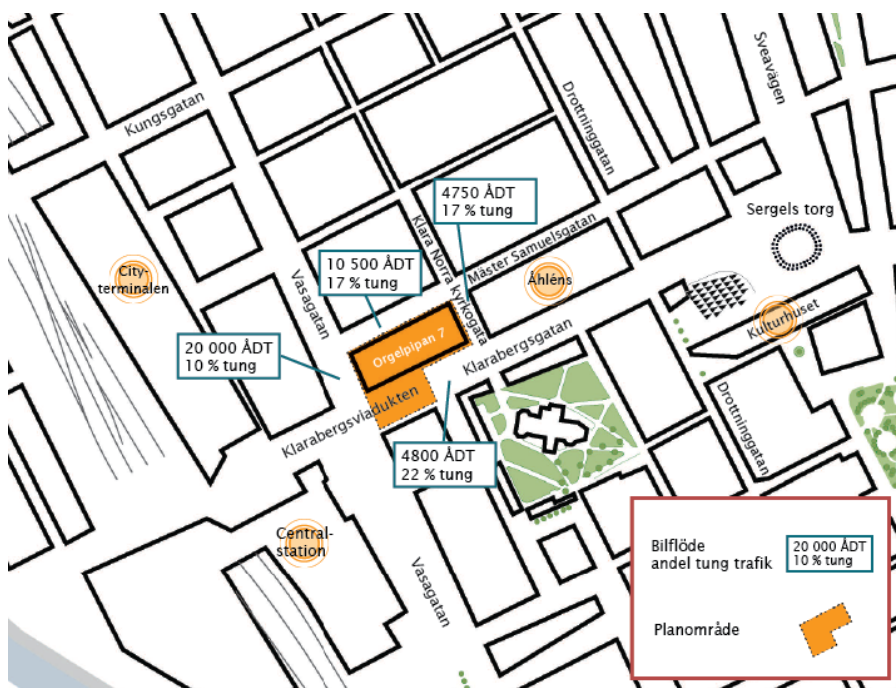 Kungsgatan
Drottninggatan
Sveavägen
4750 ÅDT
17 % tung
Sergels torg
Klara Norra kyrkogata
Mäster Samuelsgatan
10 500 ÅDT
17 % tung
City-
terminalen
Vasagatan
Åhléns
Kulturhuset
20 000 ÅDT
10 % tung
Orgelpipan 7
Klarabergsgatan
Klarabergsviadukten
Drottninggatan
4800 ÅDT
22 % tung
Central-
station
Vasagatan
Bilflöde
andel tung trafik
20 000 ÅDT
10 % tung
Planområde